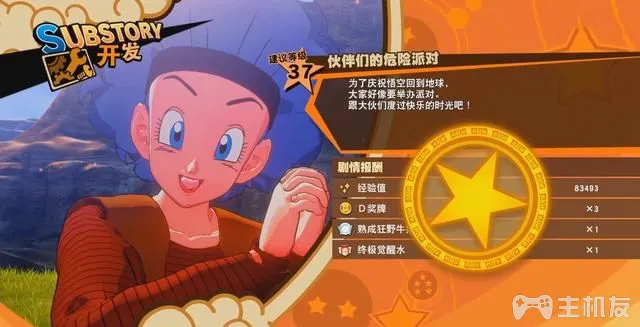 SUBSTORY
开发
建议等级
37
伙伴们的危险派对
为了庆祝悟空回到地球，
大家好像要举办派对。
跟大伙们度过快乐的时光吧！
剧情报酬
经验值 83493
D奖牌 ×3
熟成狂野牛 ×1
终极觉醒水 ×1
主机友